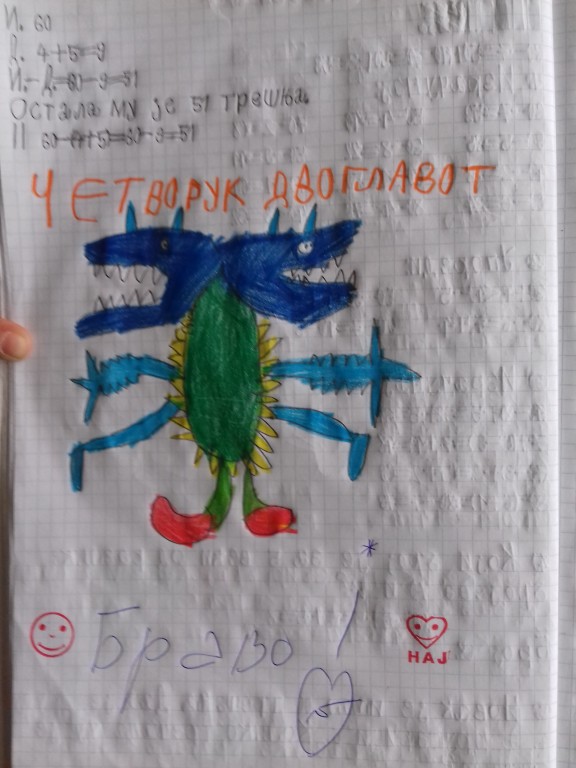 И. 60
Д. 4+5=9
И.-Д.=60-9=51
Остала му је 51 трешња.
II 60-(4+5)=60-9=51
ЧЕТВОРУК ДВОГЛАВОТ
Браво!
НАЈ